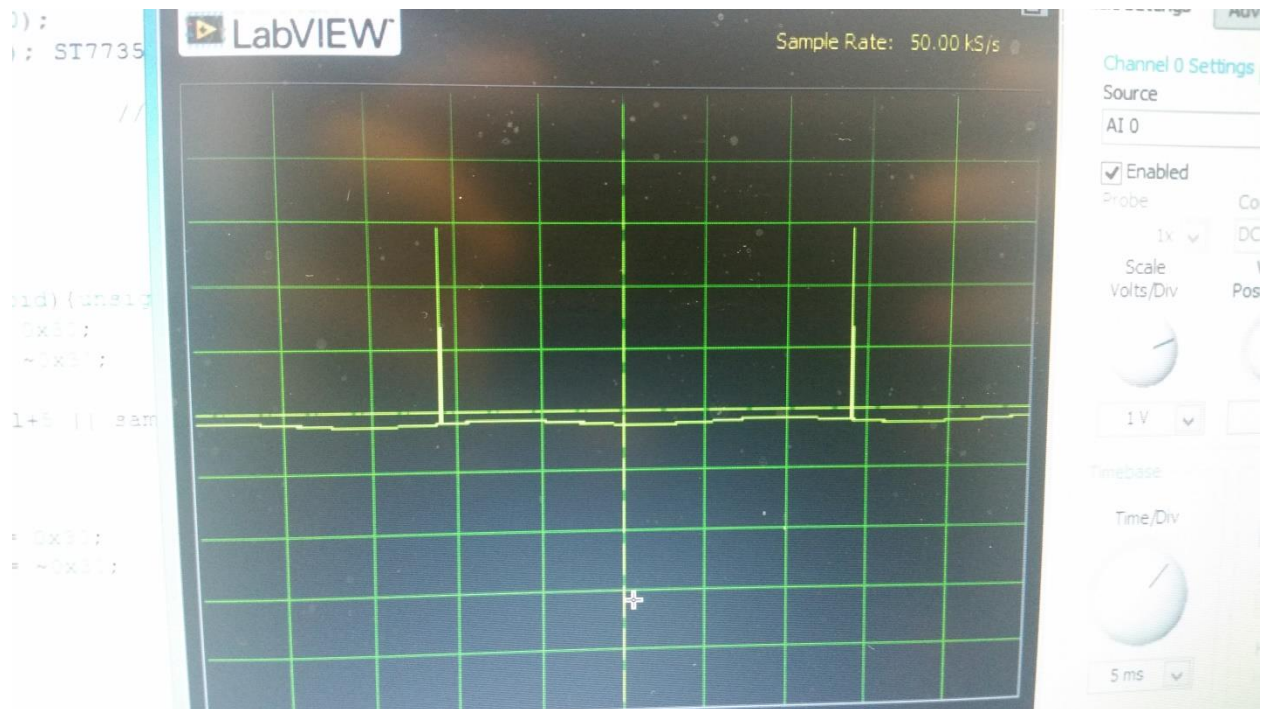 );
); ST7735
//
LabVIEW
Sample Rate: 50.00 kS/s
0x32;
1+5 || sam
Channel 0 Settings
Source
AI 0
Enabled
Probe
1x
DC
Scale
Volts/Div
Pos
1 V
Timebase
Time/Div
5 ms